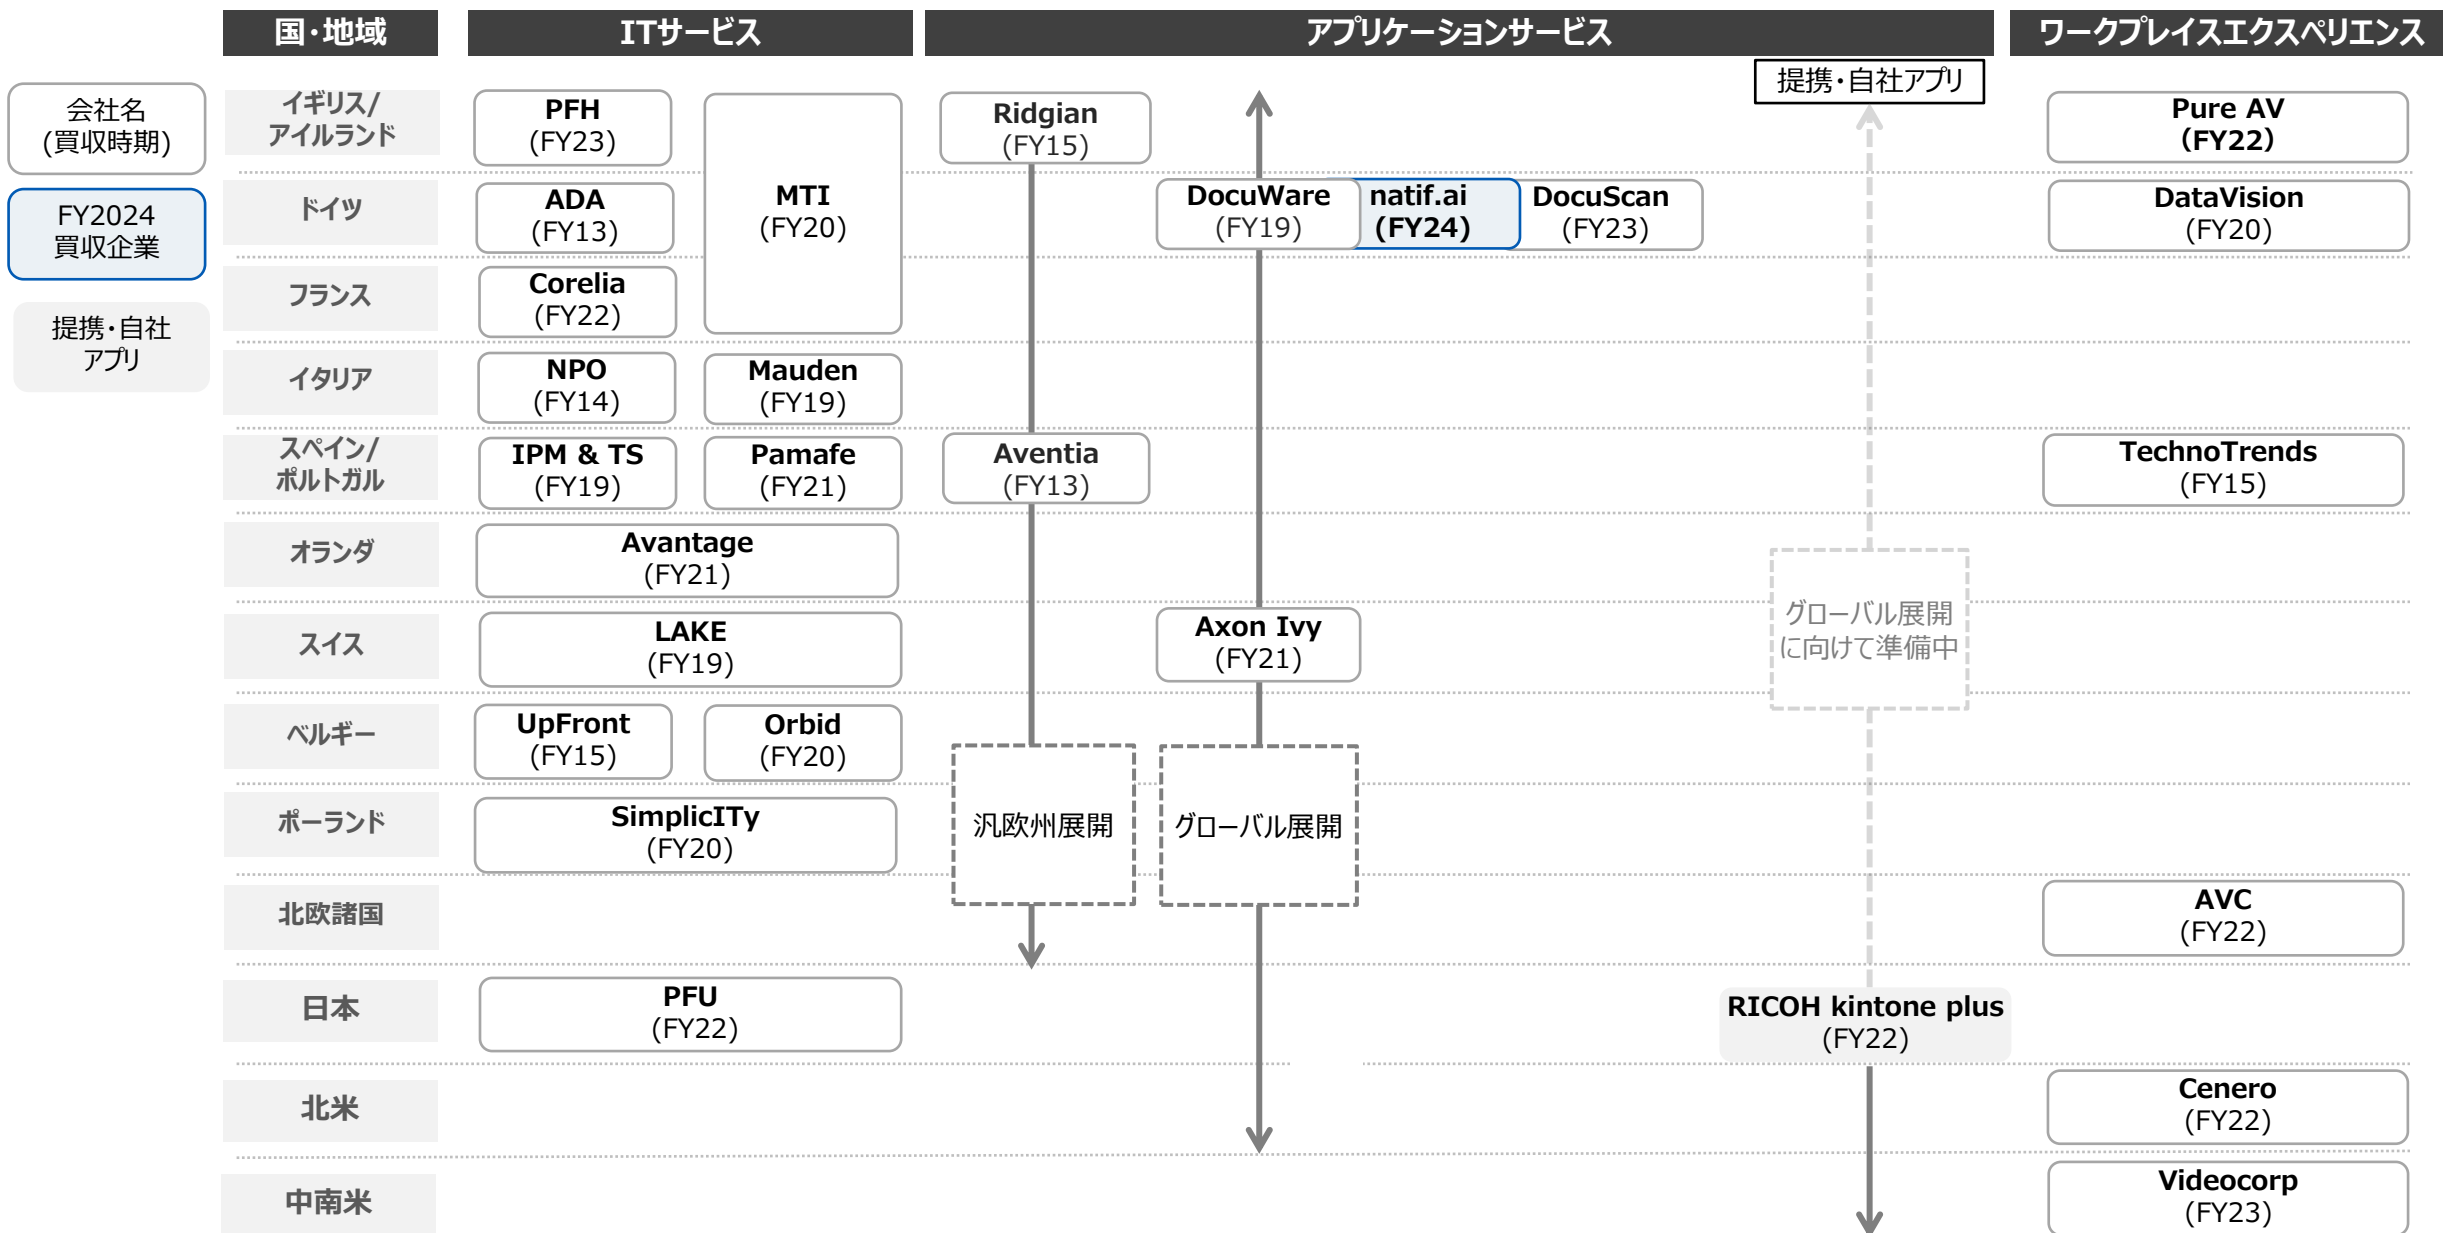 国・地域
ITサービス
アプリケーションサービス
ワークプレイスエクスペリエンス
提携・自社アプリ
会社名
(買収時期)
FY2024
買収企業
提携・自社
アプリ
イギリス/
アイルランド
PFH
(FY23)
MTI
(FY20)
Ridgian
(FY15)
Pure AV
(FY22)
ドイツ
ADA
(FY13)
DocuWare
(FY19)
natif.ai
(FY24)
DocuScan
(FY23)
DataVision
(FY20)
フランス
Corelia
(FY22)
イタリア
NPO
(FY14)
Mauden
(FY19)
スペイン/
ポルトガル
IPM & TS
(FY19)
Pamafe
(FY21)
Aventia
(FY13)
TechnoTrends
(FY15)
オランダ
Avantage
(FY21)
スイス
LAKE
(FY19)
Axon Ivy
(FY21)
グローバル展開
に向けて準備中
ベルギー
UpFront
(FY15)
Orbid
(FY20)
ポーランド
SimplicITy
(FY20)
汎欧州展開
グローバル展開
北欧諸国
AVC
(FY22)
日本
PFU
(FY22)
RICOH kintone plus
(FY22)
北米
Cenero
(FY22)
中南米
Videocorp
(FY23)